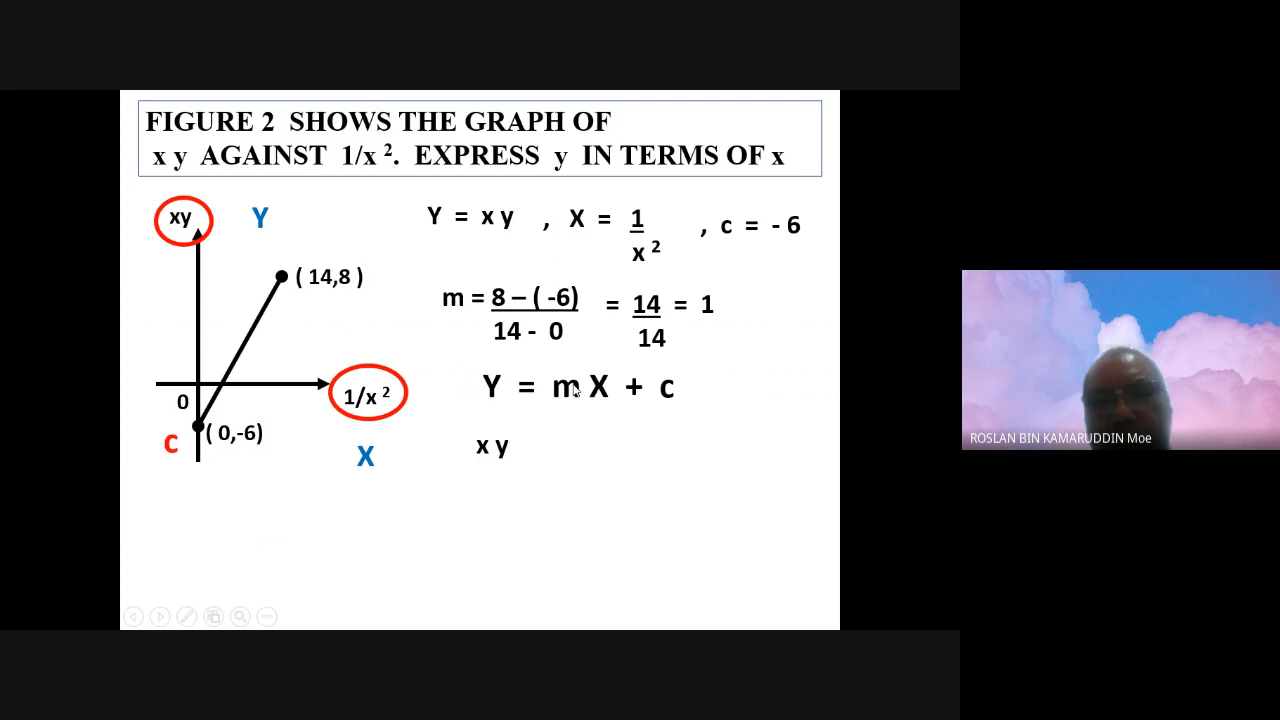 FIGURE 2 SHOWS THE GRAPH OF
x y AGAINST 1/x ². EXPRESS y IN TERMS OF x
xy
Y
( 14,8 )
0
1/x ²
c
( 0,-6)
X
Y = x y , X = 1 , c = - 6
x ²
m = 8 – ( -6) = 14 = 1
14 - 0 14
Y = m X + c
x y
ROSLAN BIN KAMARUDDIN Moe